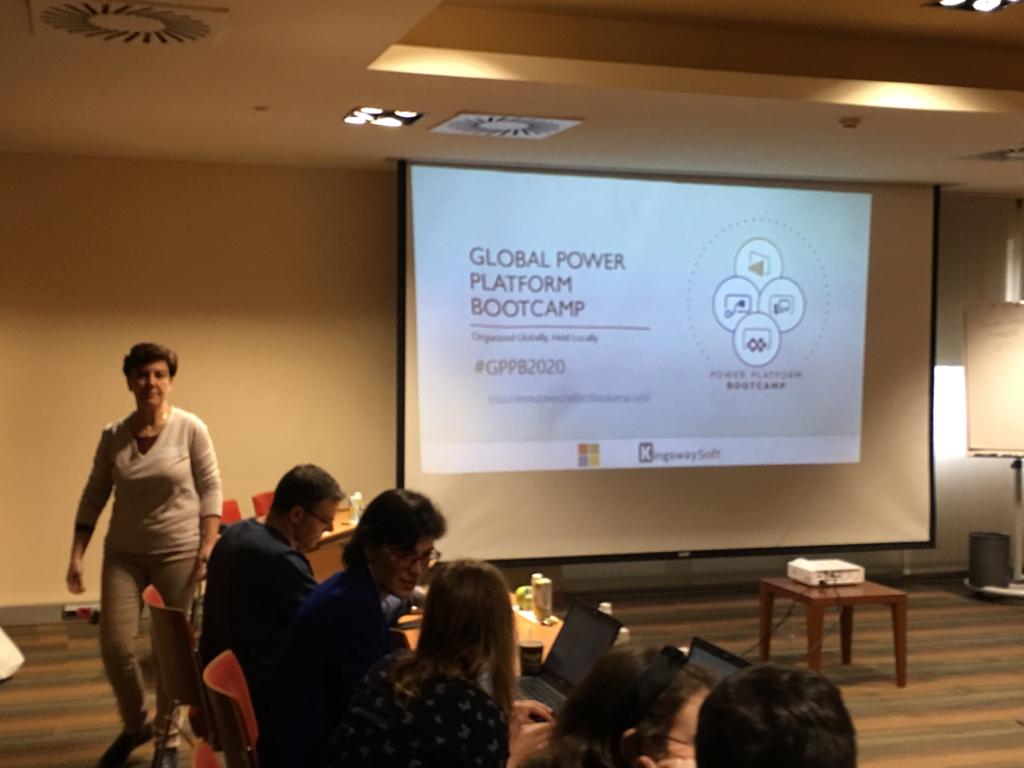 GLOBAL POWER
PLATFORM
BOOTCAMP
Organized Globally, Held Locally
#GPPB2020
POWER PLATFORM
BOOTCAMP
KingswaySoft